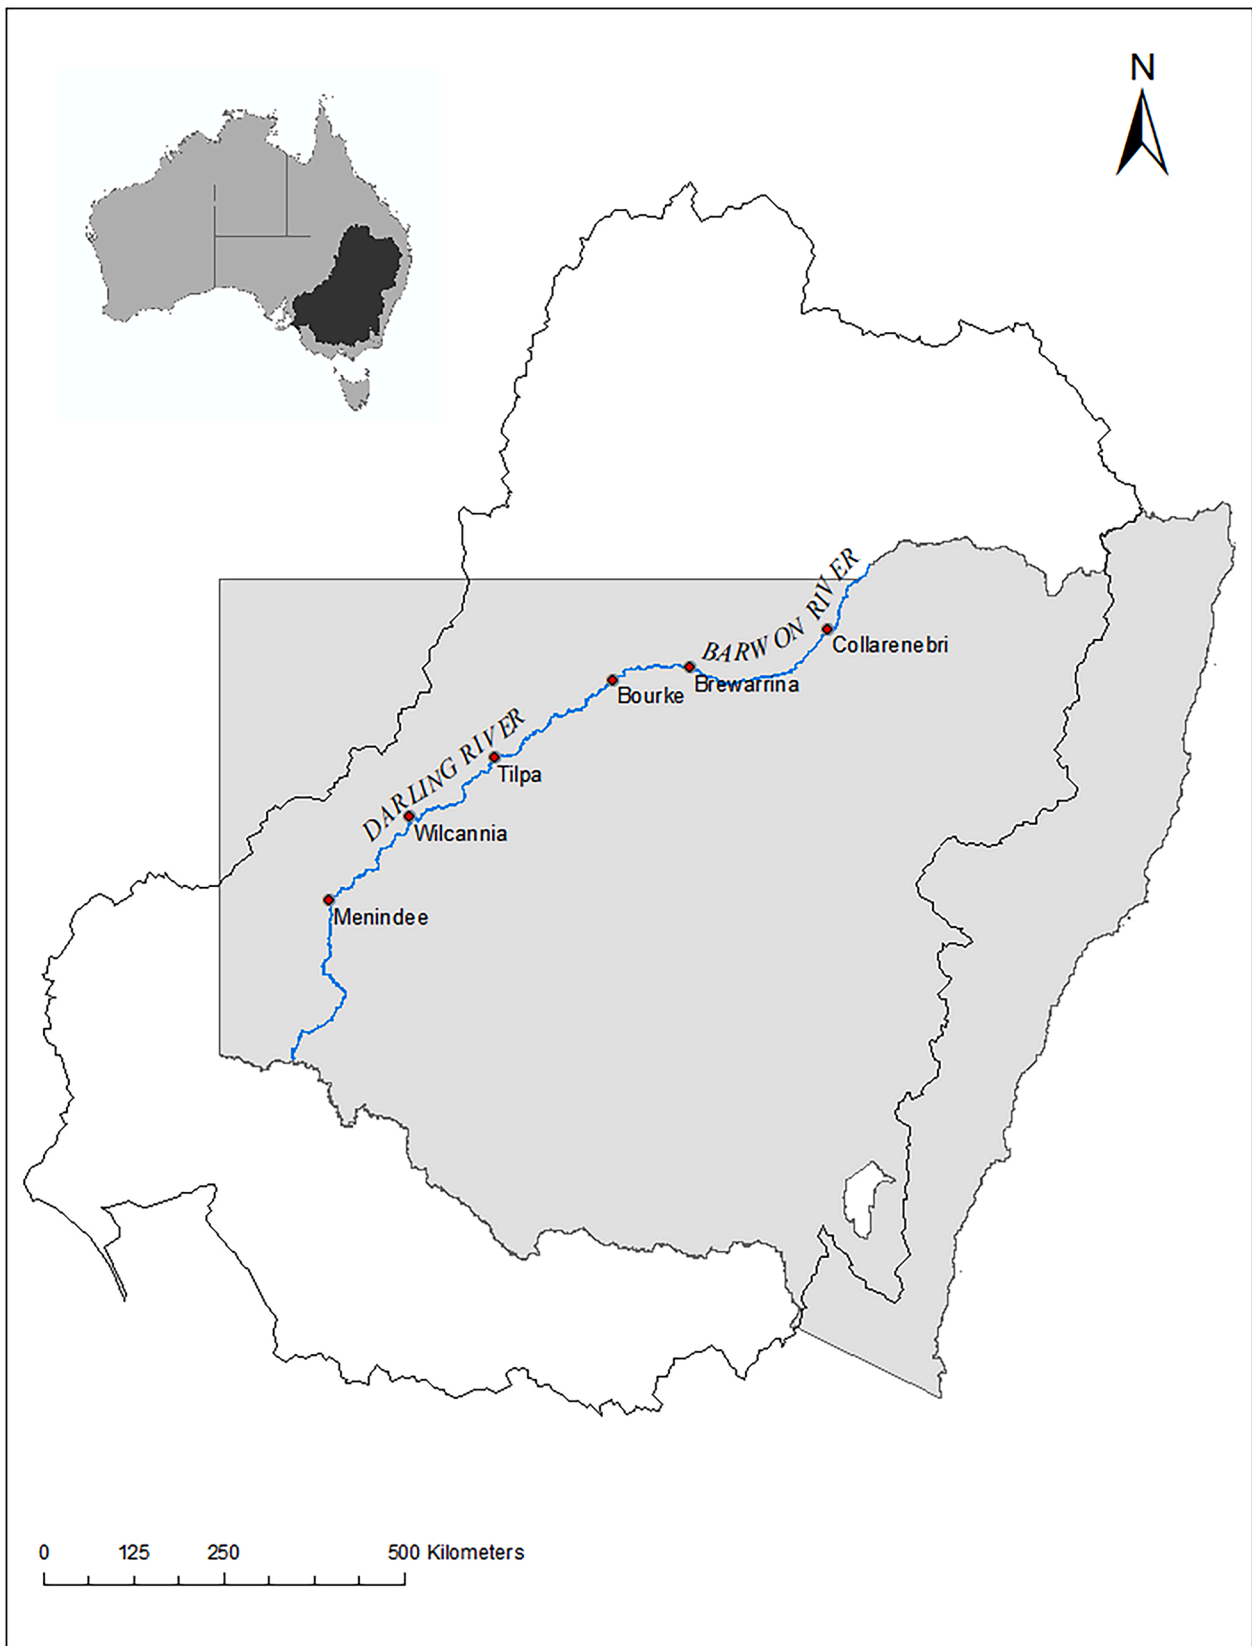 N
BARWON RIVER
Collarenebri
Brewarrina
Bourke
DARLING RIVER
Tilpa
Wilcannia
Menindee
0 125 250 500 Kilometers